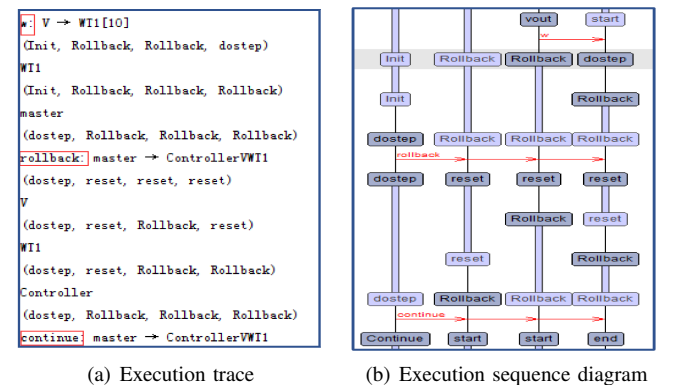 w: V → WT1[10]
(Init, Rollback, Rollback, dostep)
WT1
(Init, Rollback, Rollback, Rollback)
master
(dostep, Rollback, Rollback, Rollback)
rollback: master → ControllerVWT1
(dostep, reset, reset, reset)
V
(dostep, reset, Rollback, reset)
WT1
(dostep, reset, Rollback, Rollback)
Controller
(dostep, Rollback, Rollback, Rollback)
continue: master → ControllerVWT1
(a) Execution trace
vout start
w
Init Rollback Rollback dostep
Init Rollback
dostep Rollback Rollback Rollback
rollback
dostep reset reset reset
Rollback reset
reset Rollback
dostep Rollback Rollback Rollback
continue
Continue start start end
(b) Execution sequence diagram